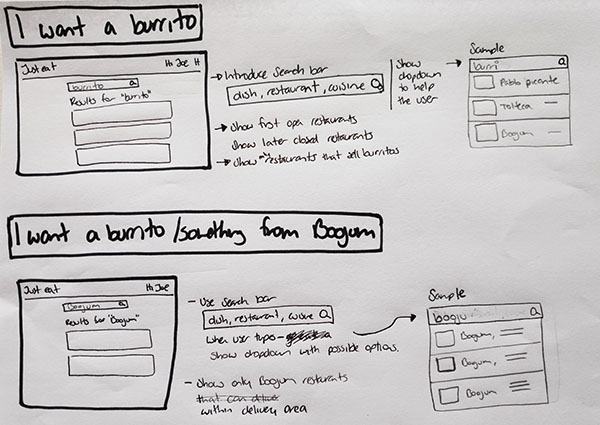 I want a burrito
Just eat
Hi Joe H
burrito
Results for "burrito"
→ Introduce search bar
dish, restaurant, cuisine
→ Show first open restaurants
Show later closed restaurants
→ Show only restaurants that sell burritos
Show
dropdown
to help
the user
Sample
burri
Pablo picante
Tolteca
Boojum
I want a burrito/something from Boojum
Just eat
Hi Joe
Boojum
Results for "Boojum"
- Use search bar
dish, restaurant, cuisine
when user types -
show dropdown with possible options.
- Show only Boojum restaurants
that can deliver
within delivery area
Sample
booju
Boojum,
Boojum,
Boojum